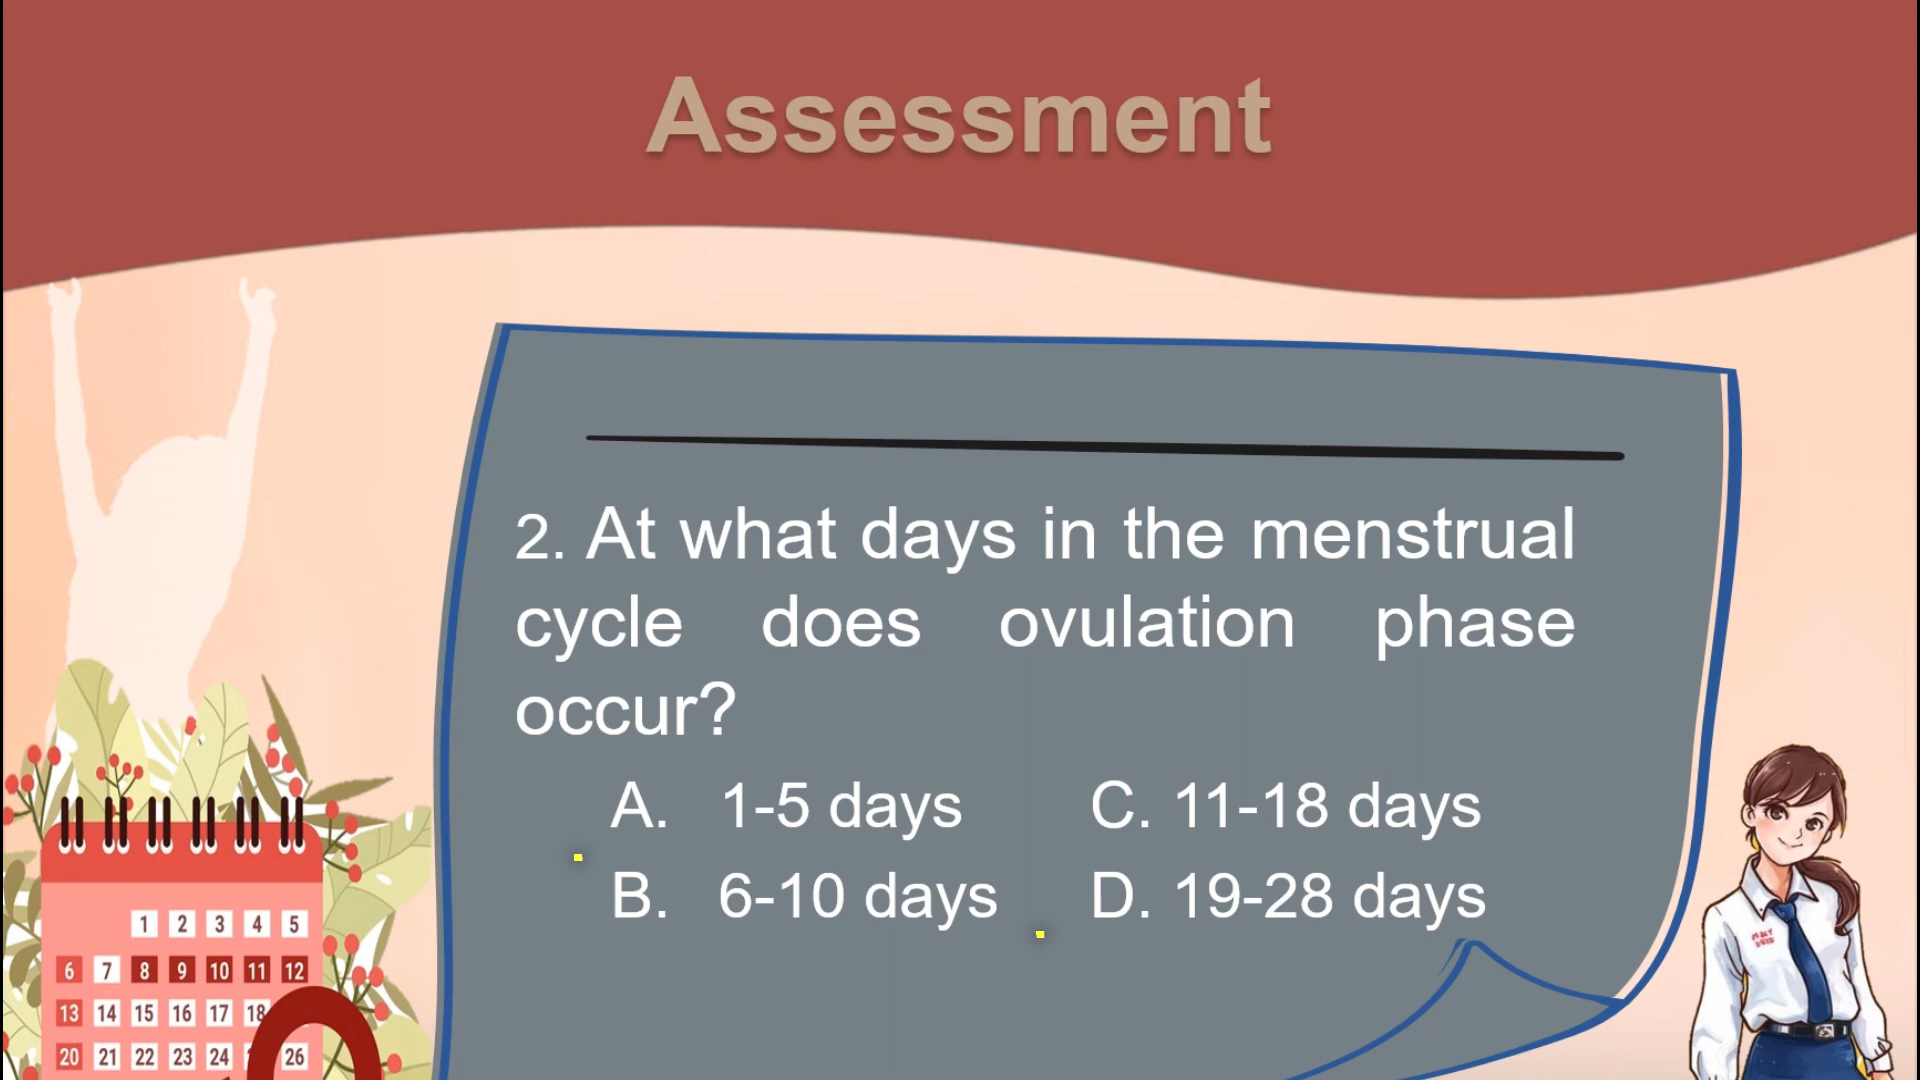 Assessment
2. At what days in the menstrual
cycle does ovulation phase
occur?
A. 1-5 days
B. 6-10 days
C. 11-18 days
D. 19-28 days
1 2 3 4 5
6 7 8 9 10 11 12
13 14 15 16 17 18
20 21 22 23 24 26